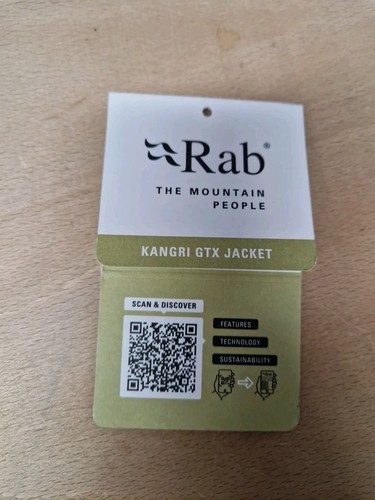 Rab®
THE MOUNTAIN
PEOPLE
KANGRI GTX JACKET
SCAN & DISCOVER
FEATURES
TECHNOLOGY
SUSTAINABILITY